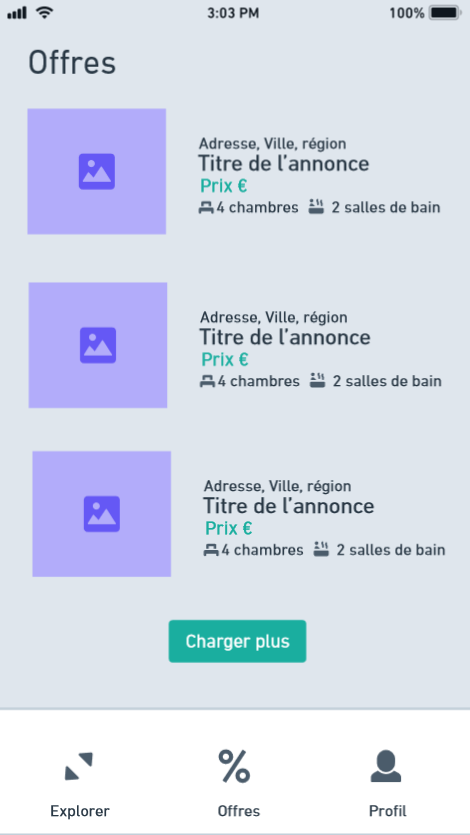 3:03 PM
100%
Offres
Adresse, Ville, région
Titre de l’annonce
Prix €
4 chambres 2 salles de bain
Adresse, Ville, région
Titre de l’annonce
Prix €
4 chambres 2 salles de bain
Adresse, Ville, région
Titre de l’annonce
Prix €
4 chambres 2 salles de bain
Charger plus
%
Explorer
Offres
Profil